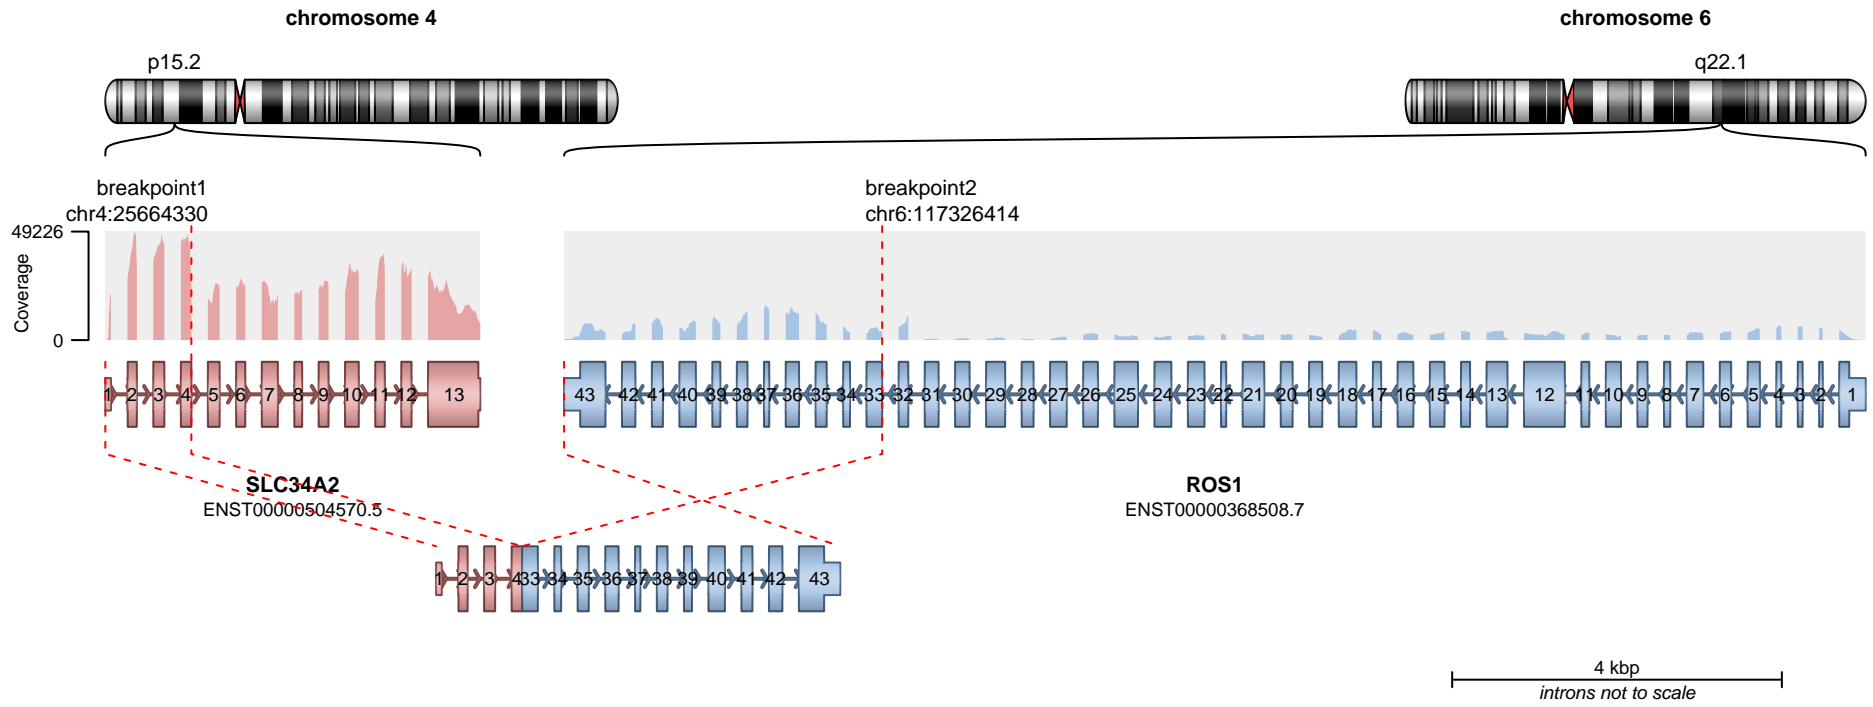 chromosome 4
chromosome 6
p15.2
q22.1
breakpoint1
chr4:25664330
breakpoint2
chr6:117326414
49226
Coverage
0
1 2 3 4 5 6 7 8 9 10 11 12 13
43 42 41 40 39 38 37 36 35 34 33 32 31 30 29 28 27 26 25 24 23 22 21 20 19 18 17 16 15 14 13 12 11 10 9 8 7 6 5 4 3 2 1
SLC34A2
ENST00000504570.5
ROS1
ENST00000368508.7
1 2 3 4 33 34 35 36 37 38 39 40 41 42 43
4 kbp
introns not to scale